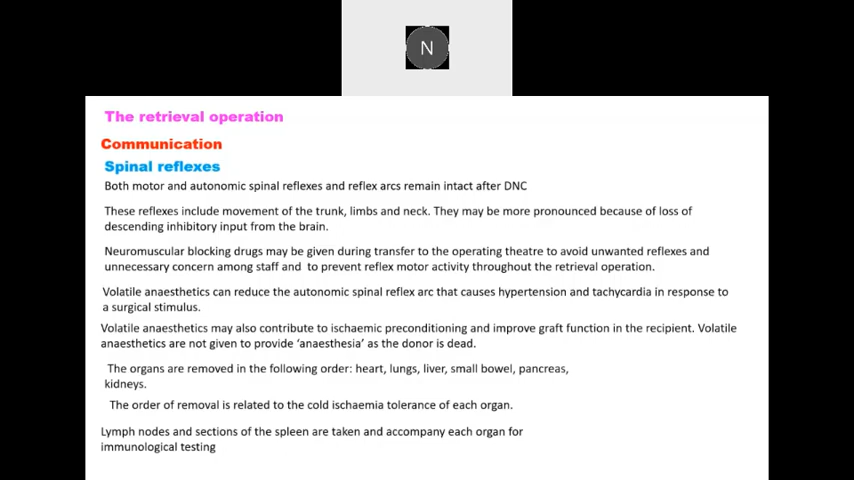 N
The retrieval operation
Communication
Spinal reflexes
Both motor and autonomic spinal reflexes and reflex arcs remain intact after DNC
These reflexes include movement of the trunk, limbs and neck. They may be more pronounced because of loss of
descending inhibitory input from the brain.
Neuromuscular blocking drugs may be given during transfer to the operating theatre to avoid unwanted reflexes and
unnecessary concern among staff and  to prevent reflex motor activity throughout the retrieval operation.
Volatile anaesthetics can reduce the autonomic spinal reflex arc that causes hypertension and tachycardia in response to
a surgical stimulus.
Volatile anaesthetics may also contribute to ischaemic preconditioning and improve graft function in the recipient. Volatile
anaesthetics are not given to provide ‘anaesthesia’ as the donor is dead.
The organs are removed in the following order: heart, lungs, liver, small bowel, pancreas,
kidneys.
The order of removal is related to the cold ischaemia tolerance of each organ.
Lymph nodes and sections of the spleen are taken and accompany each organ for
immunological testing